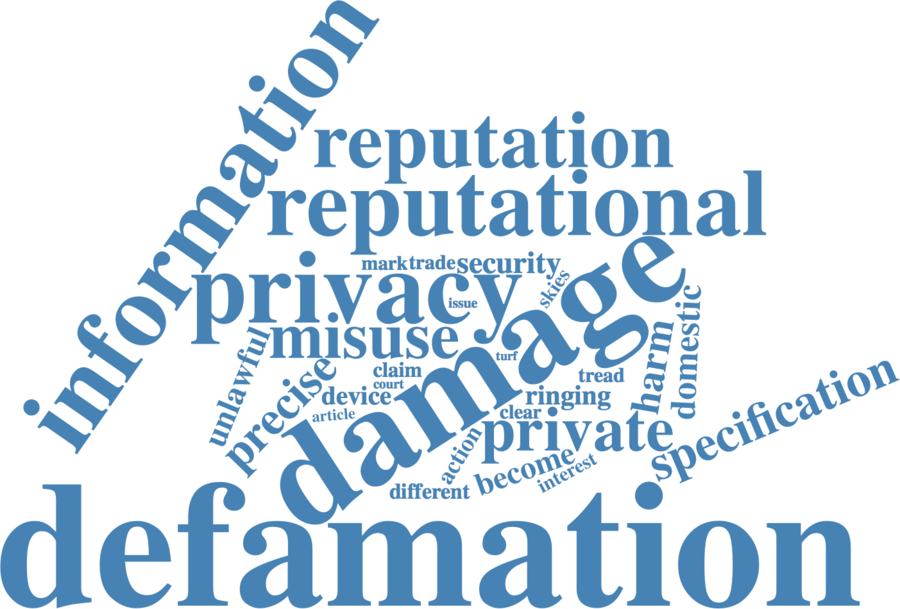 information
reputation
reputational
mark
trade
security
privacy
issue
skies
misuse
turf
damage
unlawful
precise
claim
court
device
article
tread
ringing
clear
private
harm
domestic
specification
action
become
interest
different
defamation